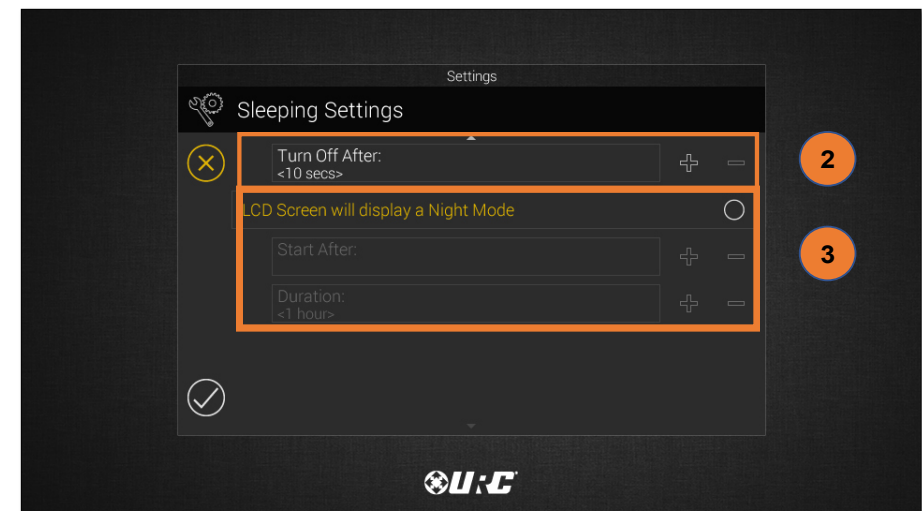 Settings
Sleeping Settings
Turn Off After:
<10 secs>
2
LCD Screen will display a Night Mode
Start After:
3
Duration:
<1 hour>
URC